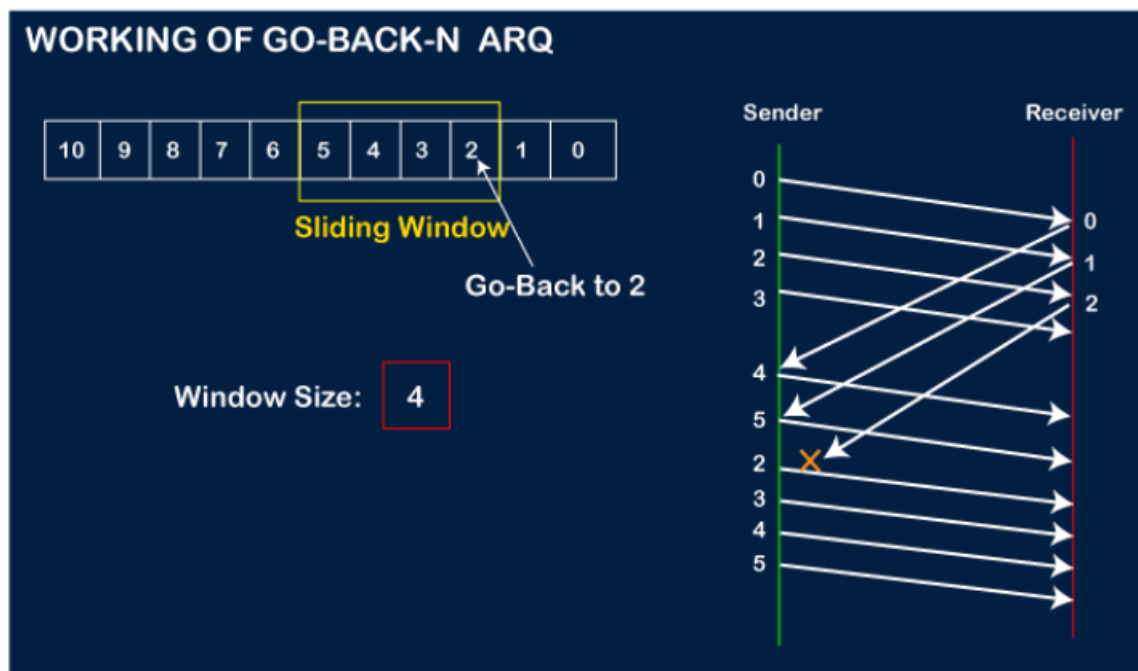 WORKING OF GO-BACK-N ARQ
10 9 8 7 6 5 4 3 2 1 0
Sliding Window
Go-Back to 2
Window Size: 4
Sender Receiver
0
0
1
1
2
2
3
4
5
2
3
4
5